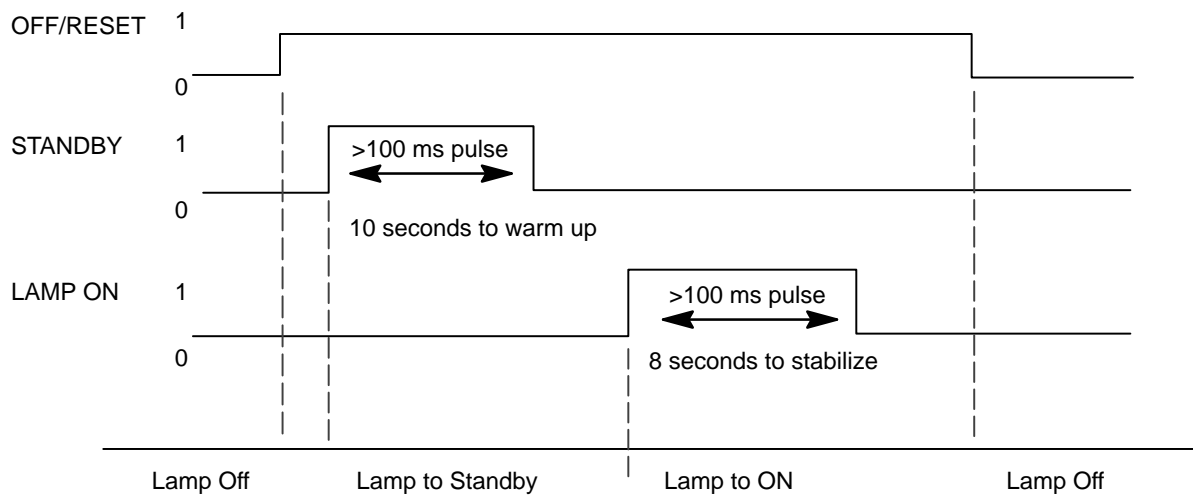 OFF/RESET 1
0
STANDBY 1
>100 ms pulse
0
10 seconds to warm up
LAMP ON 1
>100 ms pulse
0
8 seconds to stabilize
Lamp Off Lamp to Standby Lamp to ON Lamp Off